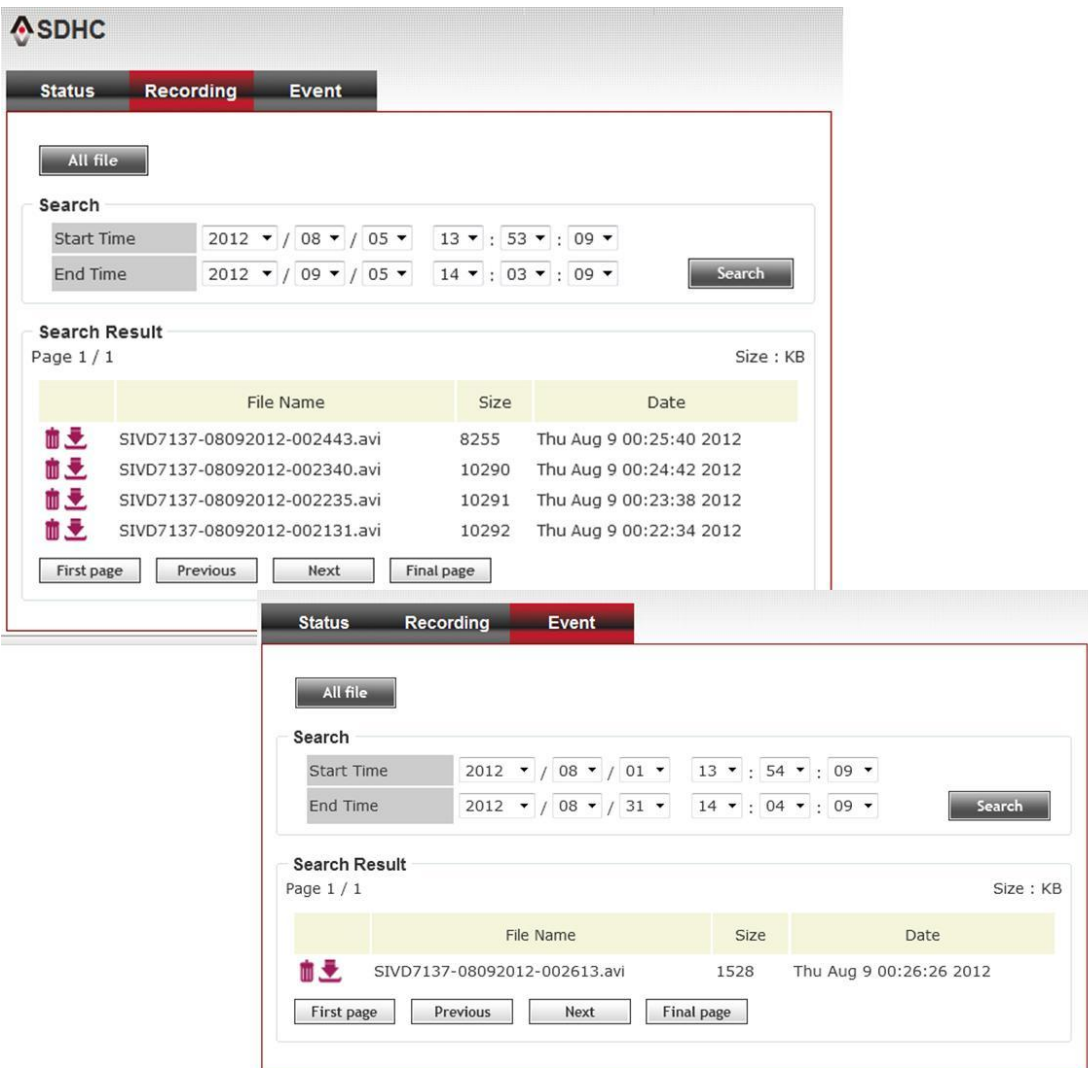 SDHC
Status Recording Event
All file
Search
Start Time 2012 / 08 / 05 13 : 53 : 09
End Time 2012 / 09 / 05 14 : 03 : 09 Search
Search Result
Page 1 / 1 Size : KB
File Name Size Date
SIVD7137-08092012-002443.avi 8255 Thu Aug 9 00:25:40 2012
SIVD7137-08092012-002340.avi 10290 Thu Aug 9 00:24:42 2012
SIVD7137-08092012-002235.avi 10291 Thu Aug 9 00:23:38 2012
SIVD7137-08092012-002131.avi 10292 Thu Aug 9 00:22:34 2012
First page Previous Next Final page
Status Recording Event
All file
Search
Start Time 2012 / 08 / 01 13 : 54 : 09
End Time 2012 / 08 / 31 14 : 04 : 09 Search
Search Result
Page 1 / 1 Size : KB
File Name Size Date
SIVD7137-08092012-002613.avi 1528 Thu Aug 9 00:26:26 2012
First page Previous Next Final page